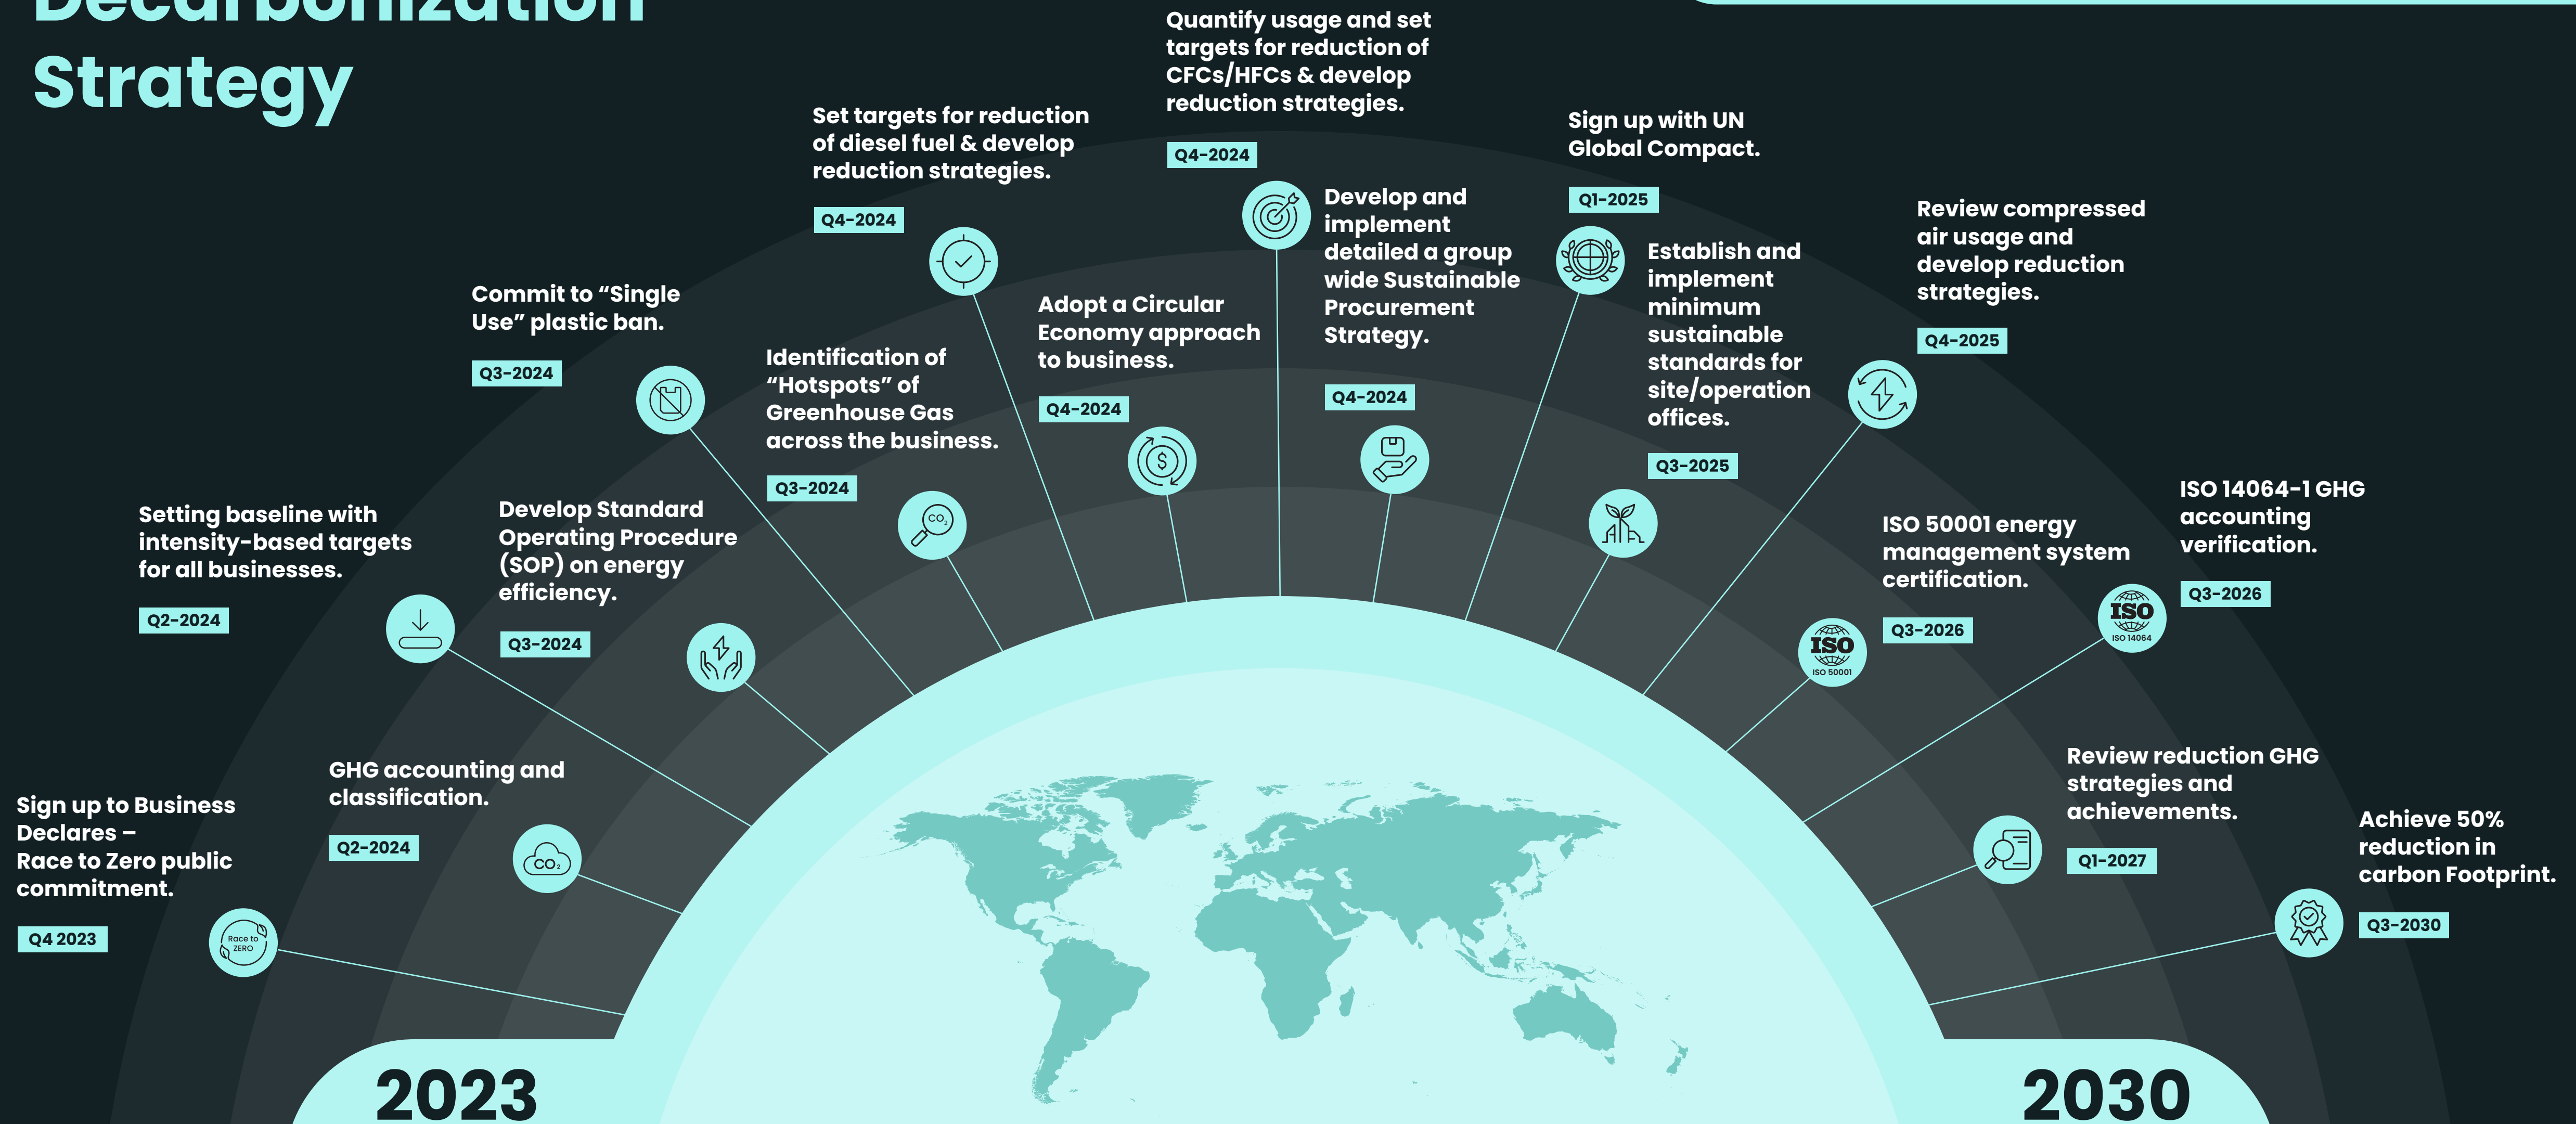 Decarbonization
Strategy
Sign up to Business
Declares –
Race to Zero public
commitment.
Q4 2023
Race to
ZERO
GHG accounting and
classification.
Q2-2024
CO₂
Setting baseline with
intensity-based targets
for all businesses.
Q2-2024
Develop Standard
Operating Procedure
(SOP) on energy
efficiency.
Q3-2024
Commit to “Single
Use” plastic ban.
Q3-2024
Identification of
“Hotspots” of
Greenhouse Gas
across the business.
Q3-2024
CO₂
Set targets for reduction
of diesel fuel & develop
reduction strategies.
Q4-2024
Adopt a Circular
Economy approach
to business.
Q4-2024
$
Quantify usage and set
targets for reduction of
CFCs/HFCs & develop
reduction strategies.
Q4-2024
Develop and
implement
detailed a group
wide Sustainable
Procurement
Strategy.
Q4-2024
Sign up with UN
Global Compact.
Q1-2025
Establish and
implement
minimum
sustainable
standards for
site/operation
offices.
Q3-2025
Review compressed
air usage and
develop reduction
strategies.
Q4-2025
ISO 50001 energy
management system
certification.
Q3-2026
ISO
ISO 50001
ISO 14064-1 GHG
accounting
verification.
Q3-2026
ISO
ISO 14064
Review reduction GHG
strategies and
achievements.
Q1-2027
Achieve 50%
reduction in
carbon Footprint.
Q3-2030
2023
2030